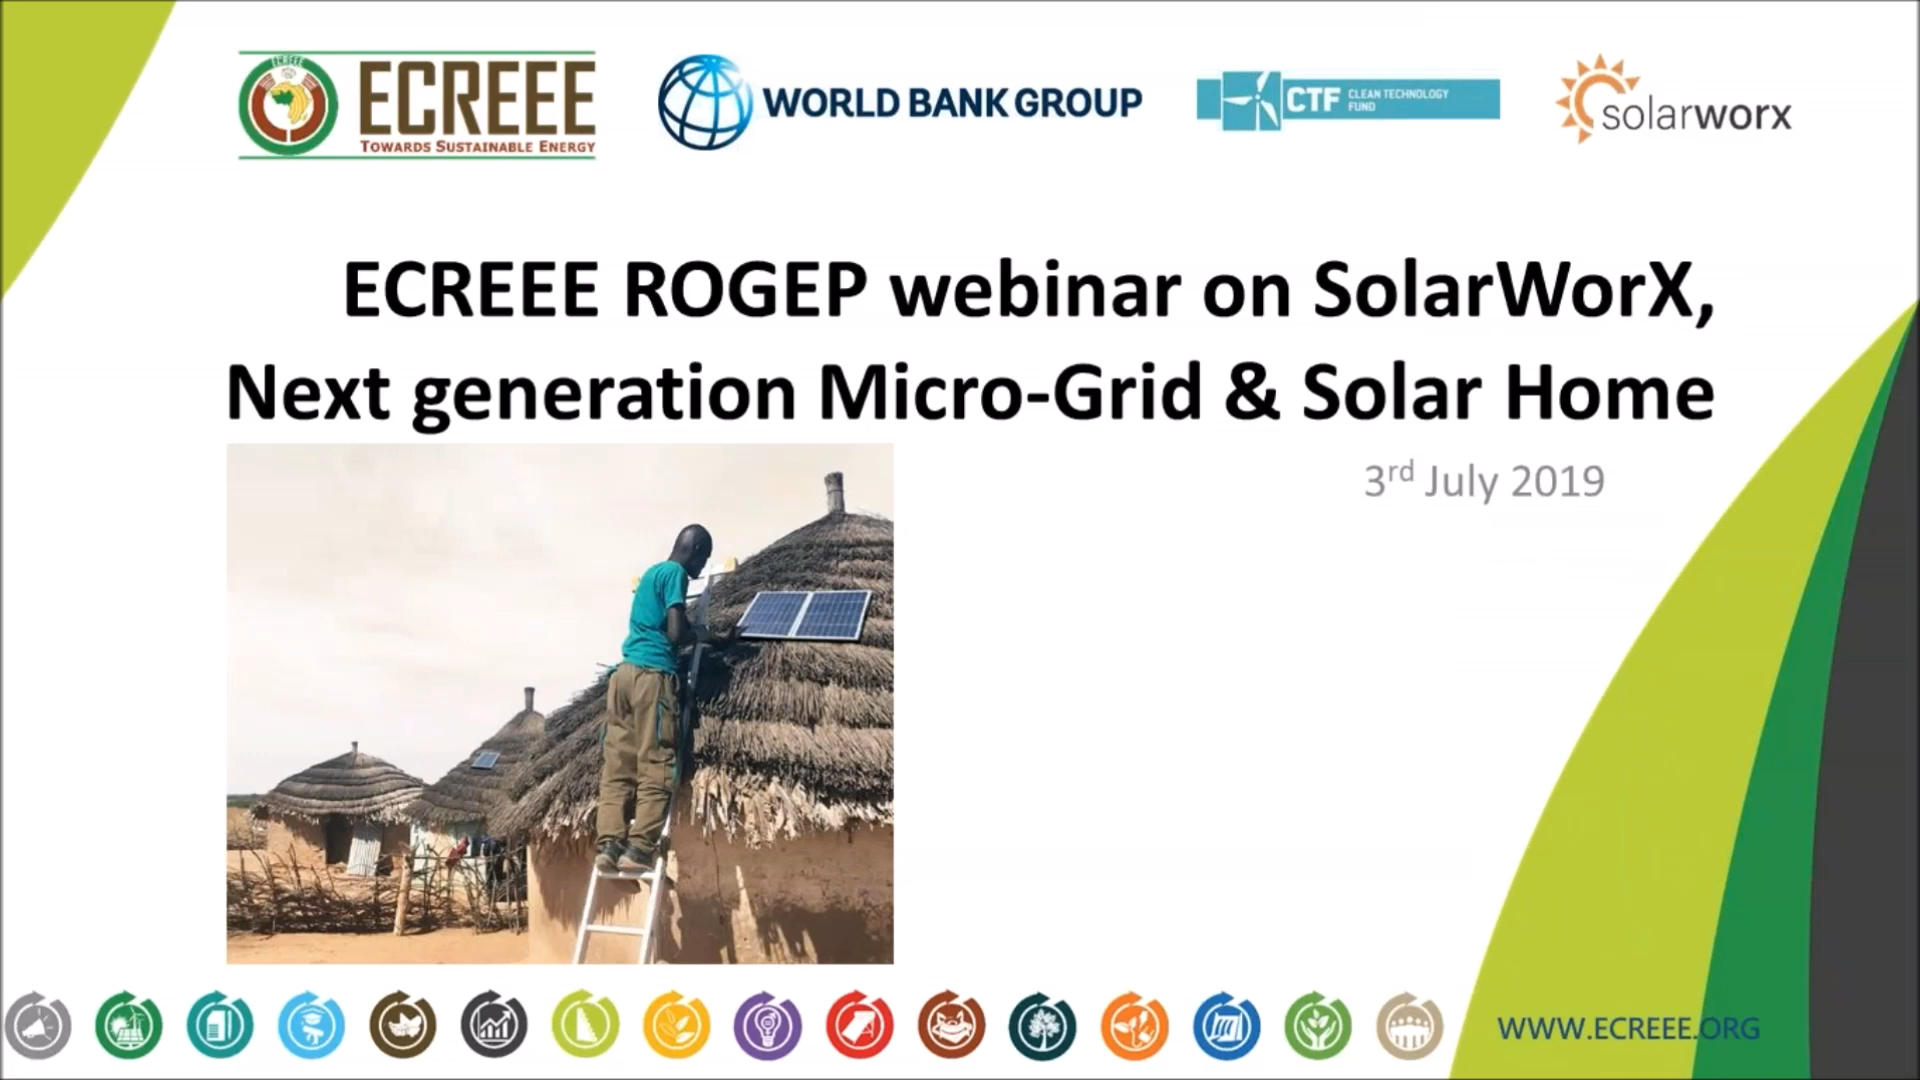 ECREEE
ECREEE
TOWARDS SUSTAINABLE ENERGY
WORLD BANK GROUP
CTF CLEAN TECHNOLOGY
FUND
solarworx
ECREEE ROGEP webinar on SolarWorX,
Next generation Micro-Grid & Solar Home
3rd July 2019
WWW.ECREEE.ORG